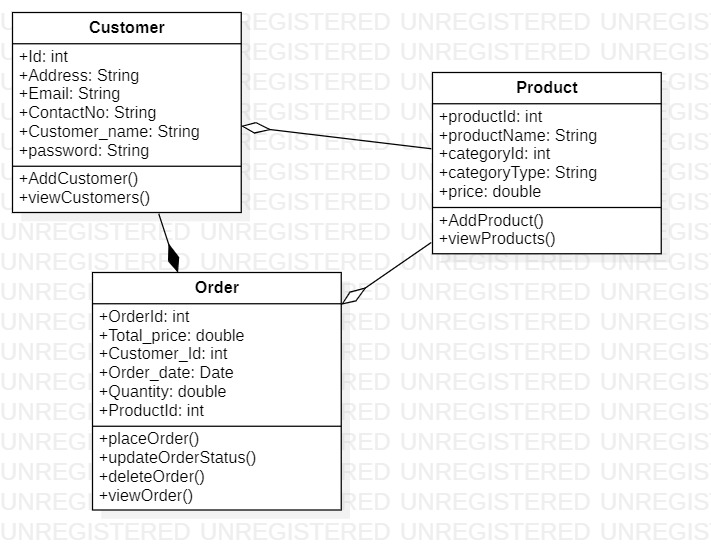 Customer
+Id: int
+Address: String
+Email: String
+ContactNo: String
+Customer_name: String
+password: String
+AddCustomer()
+viewCustomers()
Product
+productId: int
+productName: String
+categoryId: int
+categoryType: String
+price: double
+AddProduct()
+viewProducts()
Order
+OrderId: int
+Total_price: double
+Customer_Id: int
+Order_date: Date
+Quantity: double
+ProductId: int
+placeOrder()
+updateOrderStatus()
+deleteOrder()
+viewOrder()
UNREGISTERED